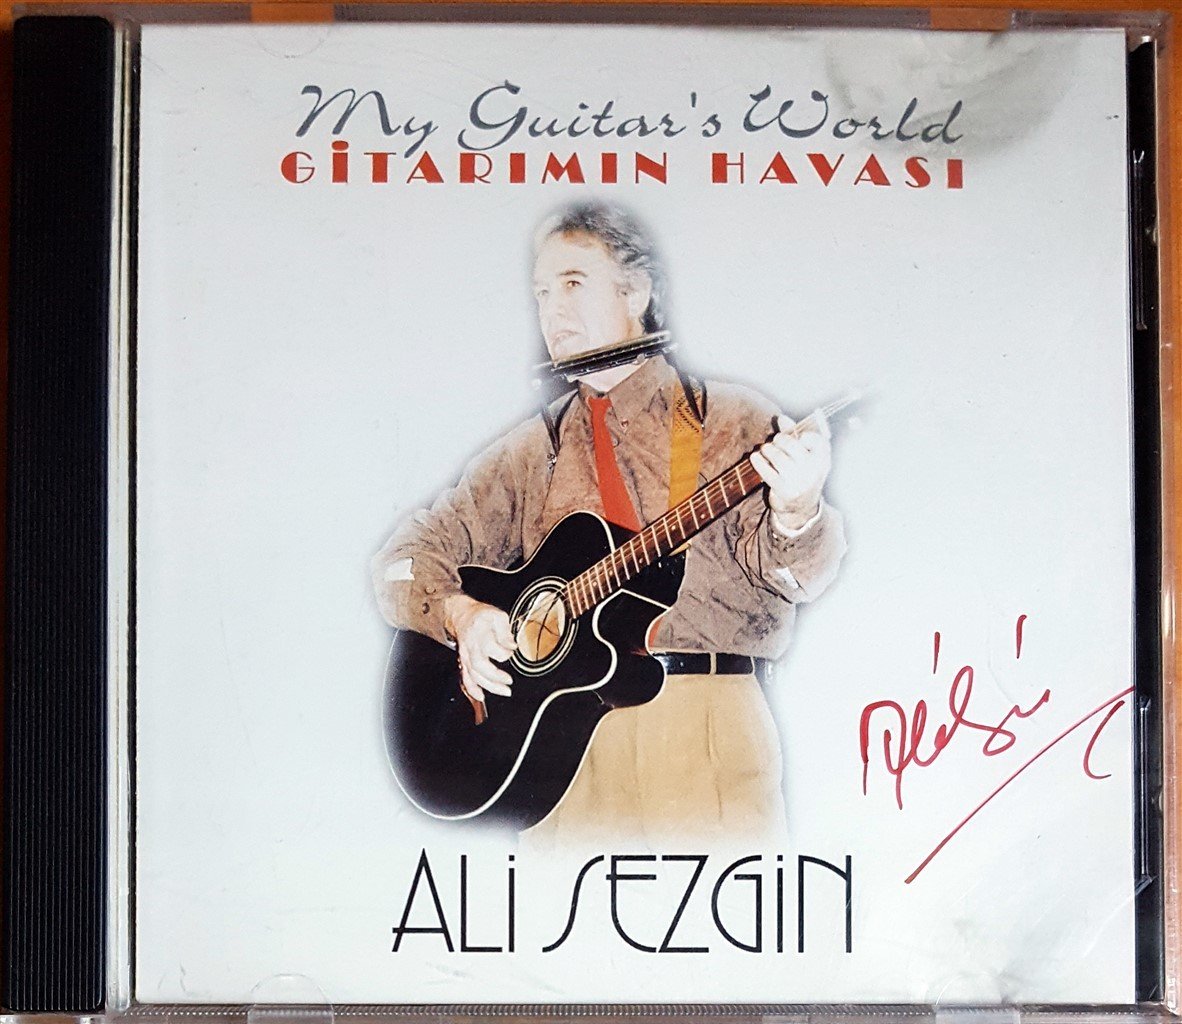 My Guitar's World
GİTARIMIN HAVASI
ALİ SEZGİN